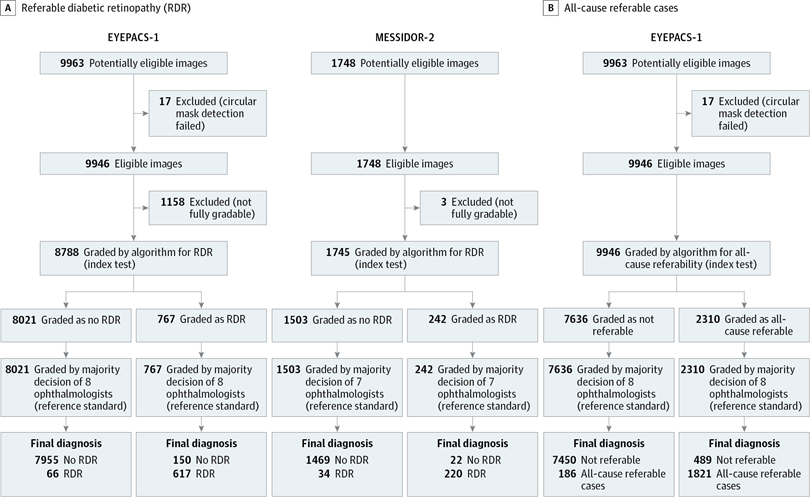 A Referable diabetic retinopathy (RDR)
EYEPACS-1
9963 Potentially eligible images
17 Excluded (circular
mask detection
failed)
9946 Eligible images
1158 Excluded (not
fully gradable)
8788 Graded by algorithm for RDR
(index test)
8021 Graded as no RDR
767 Graded as RDR
8021 Graded by majority
decision of 8
ophthalmologists
(reference standard)
767 Graded by majority
decision of 8
ophthalmologists
(reference standard)
Final diagnosis
7955 No RDR
66 RDR
Final diagnosis
150 No RDR
617 RDR
MESSIDOR-2
1748 Potentially eligible images
1748 Eligible images
3 Excluded (not
fully gradable)
1745 Graded by algorithm for RDR
(index test)
1503 Graded as no RDR
242 Graded as RDR
1503 Graded by majority
decision of 7
ophthalmologists
(reference standard)
242 Graded by majority
decision of 7
ophthalmologists
(reference standard)
Final diagnosis
1469 No RDR
34 RDR
Final diagnosis
22 No RDR
220 RDR
B All-cause referable cases
EYEPACS-1
9963 Potentially eligible images
17 Excluded (circular
mask detection
failed)
9946 Eligible images
9946 Graded by algorithm for all-
cause referability (index test)
7636 Graded as not
referable
2310 Graded as all-
cause referable
7636 Graded by majority
decision of 8
ophthalmologists
(reference standard)
2310 Graded by majority
decision of 8
ophthalmologists
(reference standard)
Final diagnosis
7450 Not referable
186 All-cause referable
cases
Final diagnosis
489 Not referable
1821 All-cause referable
cases